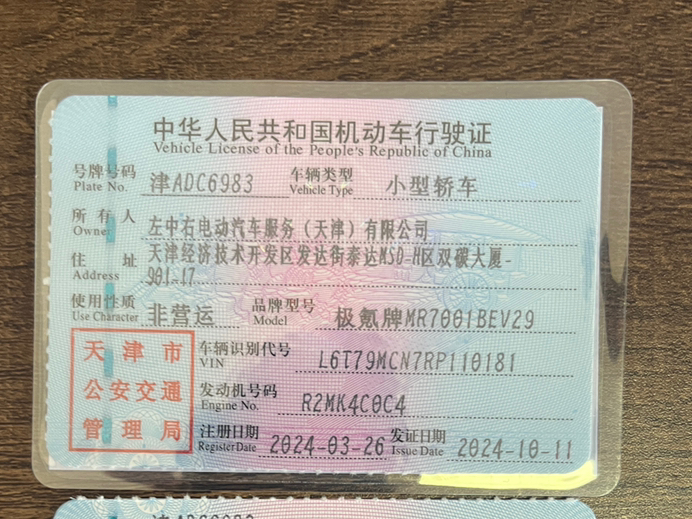 中华人民共和国机动车行驶证
Vehicle License of the People's Republic of China
号牌号码 津ADC6983 车辆类型 小型轿车
Plate No. Vehicle Type
所有人 左中右电动汽车服务（天津）有限公司
Owner
住址 天津经济技术开发区发达街泰达MSD-H区双碳大厦-
Address 901-17
使用性质 非营运 品牌型号 极氪牌MR7001BEV29
Use Character Model
天津市
公安交通
管理局
车辆识别代号 L6T79MCN7RP110181
VIN
发动机号码 R2MK4C0C4
Engine No.
注册日期 2024-03-26 发证日期 2024-10-11
Register Date Issue Date